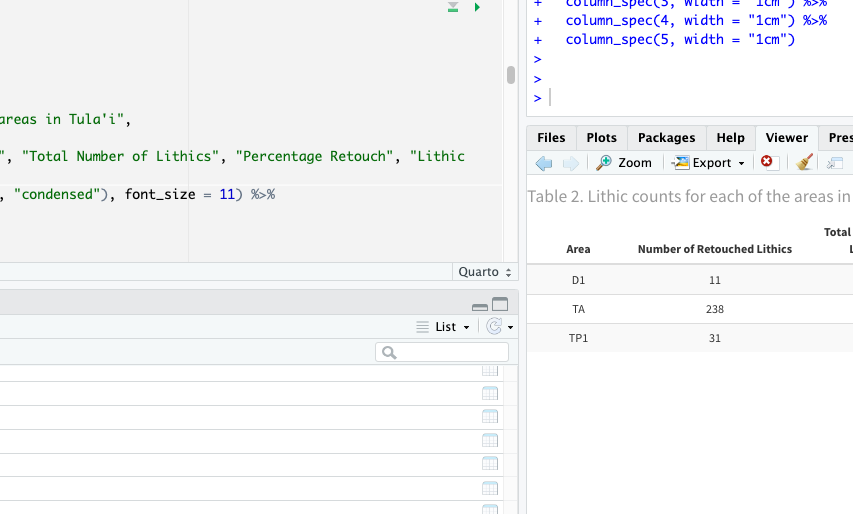 areas in Tula'i",
", "Total Number of Lithics", "Percentage Retouch", "Lithic
, "condensed"), font_size = 11) %>%
Quarto
List
+ column_spec(3, width = "1cm") %>%
+ column_spec(4, width = "1cm") %>%
+ column_spec(5, width = "1cm")
>
>
>
Files Plots Packages Help Viewer Pres
Zoom Export
Table 2. Lithic counts for each of the areas in
Total
Area Number of Retouched Lithics L
D1 11
TA 238
TP1 31